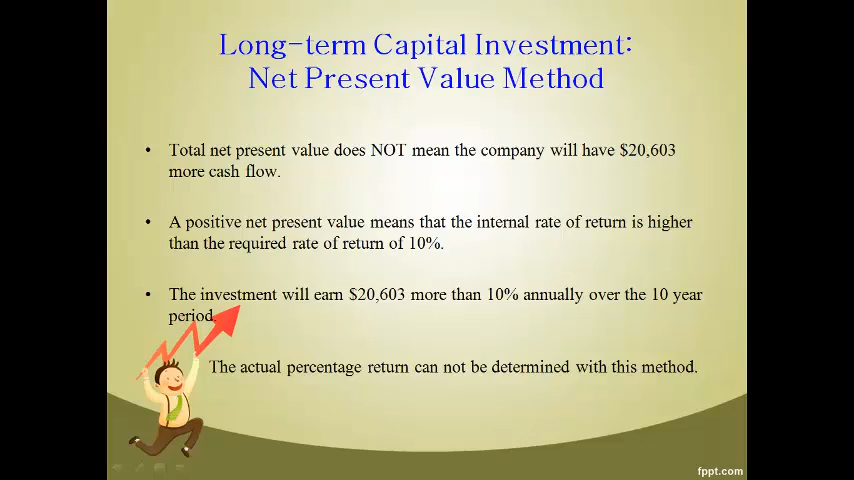 Long-term Capital Investment:
Net Present Value Method
• Total net present value does NOT mean the company will have $20,603
more cash flow.
• A positive net present value means that the internal rate of return is higher
than the required rate of return of 10%.
• The investment will earn $20,603 more than 10% annually over the 10 year
period.
The actual percentage return can not be determined with this method.
fppt.com